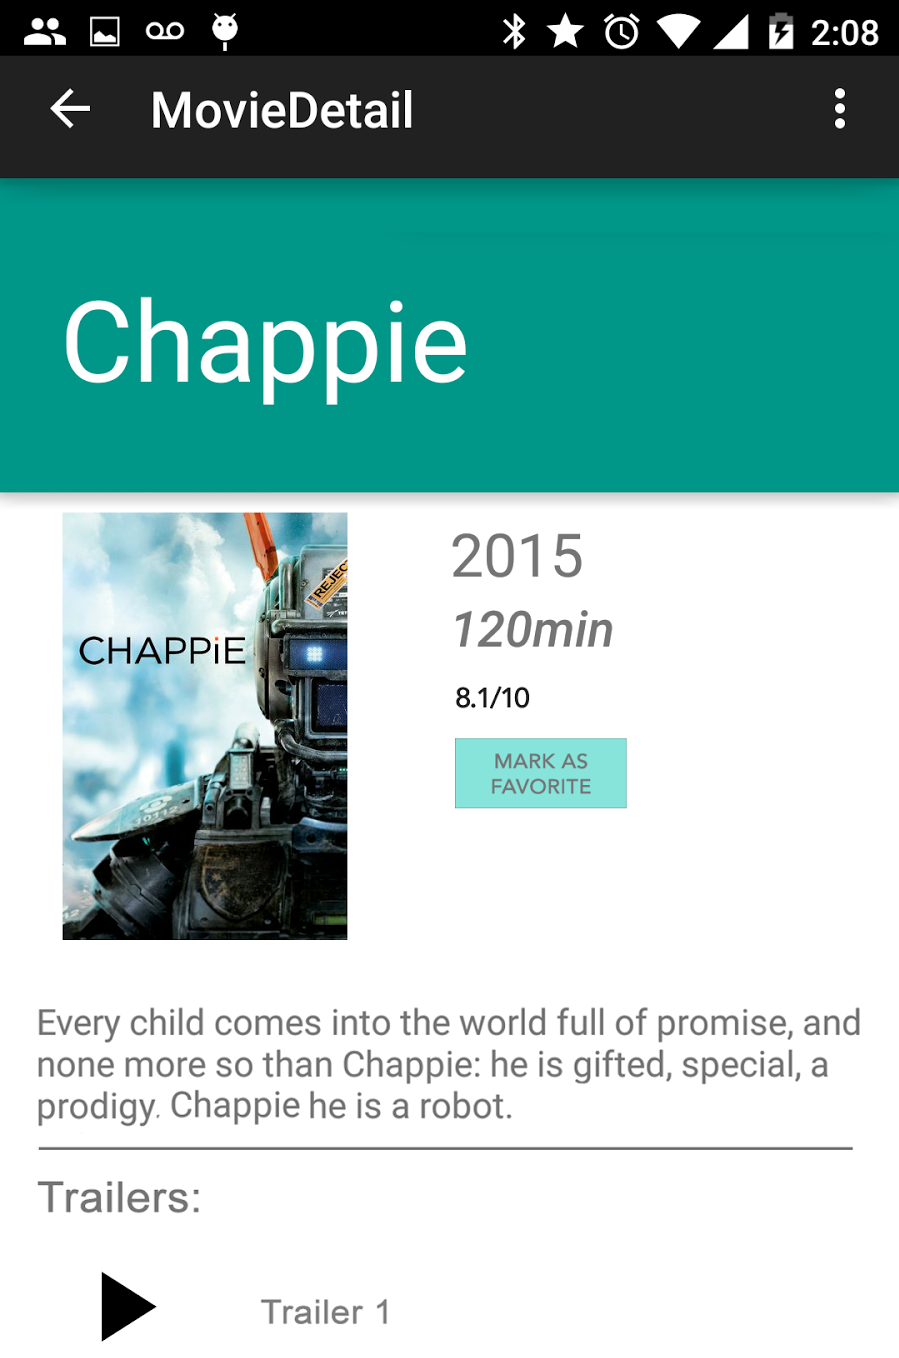 2:08
MovieDetail
Chappie
2015
120min
8.1/10
MARK AS
FAVORITE
REJEC
CHAPPiE
10112
12
Every child comes into the world full of promise, and
none more so than Chappie: he is gifted, special, a
prodigy. Chappie he is a robot.
Trailers:
Trailer 1